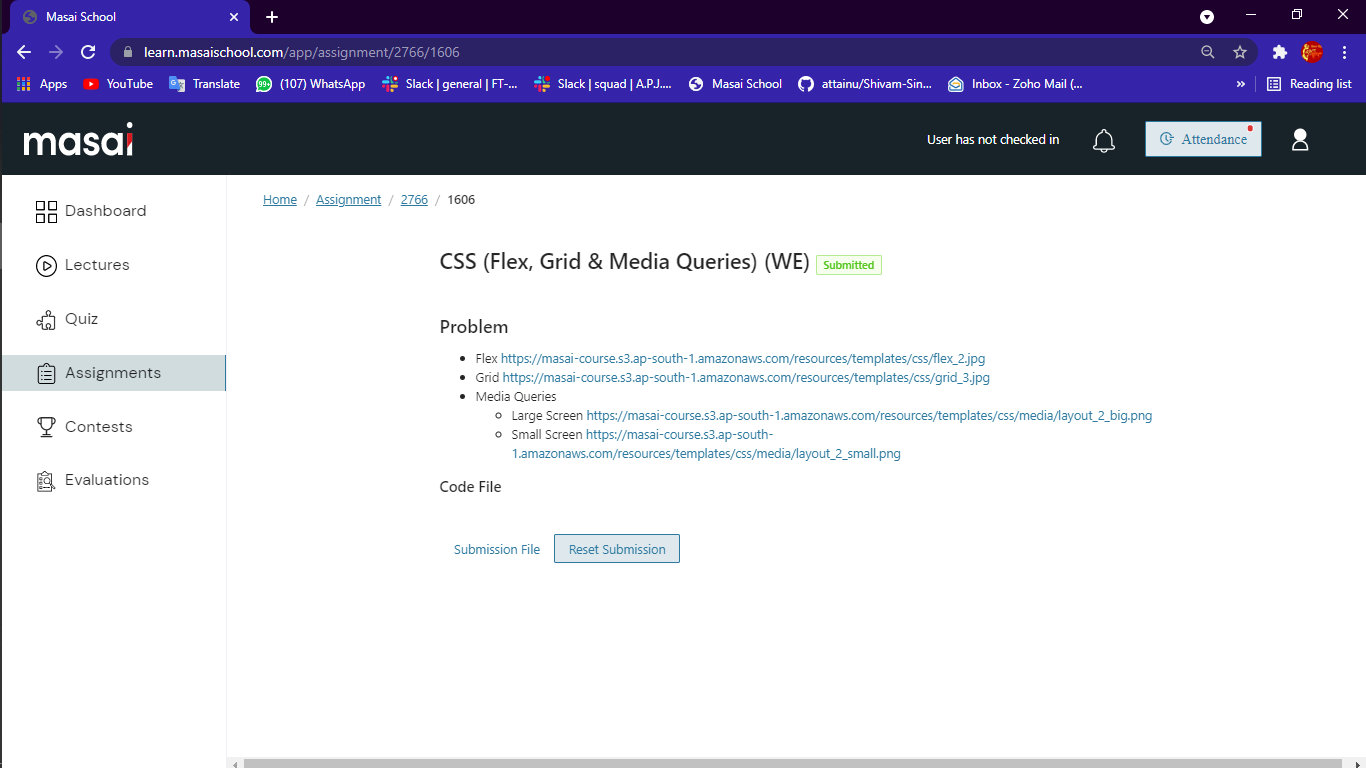 Masai School
learn.masaischool.com/app/assignment/2766/1606
Apps
YouTube
Translate
99+
(107) WhatsApp
Slack | general | FT-...
Slack | squad | A.P.J....
Masai School
attainu/Shivam-Sin...
Inbox - Zoho Mail (...
»
Reading list
masai
User has not checked in
Attendance
Dashboard
Lectures
Quiz
Assignments
Contests
Evaluations
Home / Assignment / 2766 / 1606
CSS (Flex, Grid & Media Queries) (WE) Submitted
Problem
• Flex https://masai-course.s3.ap-south-1.amazonaws.com/resources/templates/css/flex_2.jpg
• Grid https://masai-course.s3.ap-south-1.amazonaws.com/resources/templates/css/grid_3.jpg
• Media Queries
○ Large Screen https://masai-course.s3.ap-south-1.amazonaws.com/resources/templates/css/media/layout_2_big.png
○ Small Screen https://masai-course.s3.ap-south-
1.amazonaws.com/resources/templates/css/media/layout_2_small.png
Code File
Submission File
Reset Submission